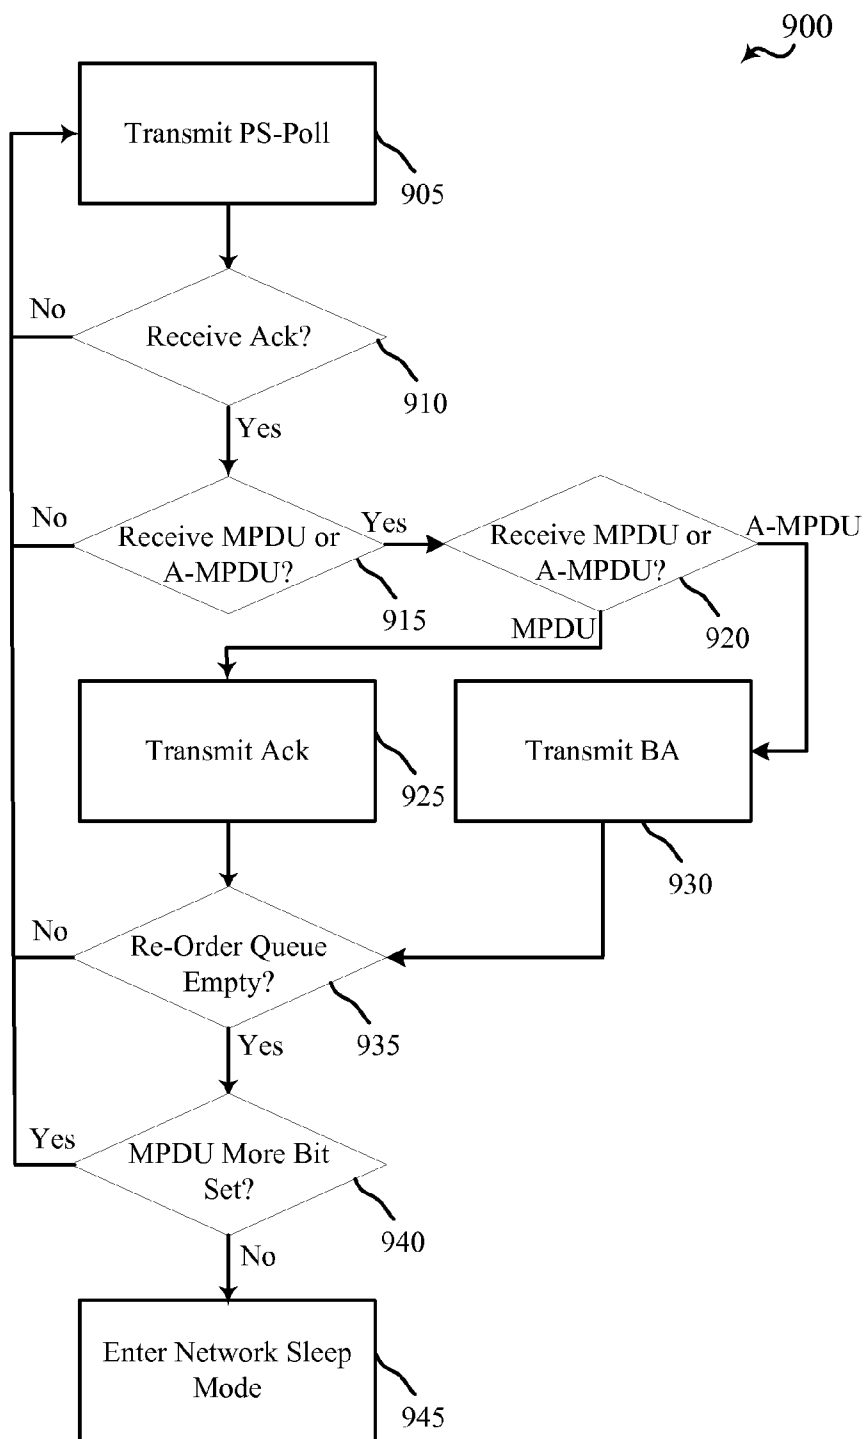 900
Transmit PS-Poll
905
No
Receive Ack?
910
Yes
No
Receive MPDU or
A-MPDU?
915
Yes
Receive MPDU or
A-MPDU?
920
A-MPDU
MPDU
Transmit Ack
925
Transmit BA
930
No
Re-Order Queue
Empty?
935
Yes
Yes
MPDU More Bit
Set?
940
No
Enter Network Sleep
Mode
945